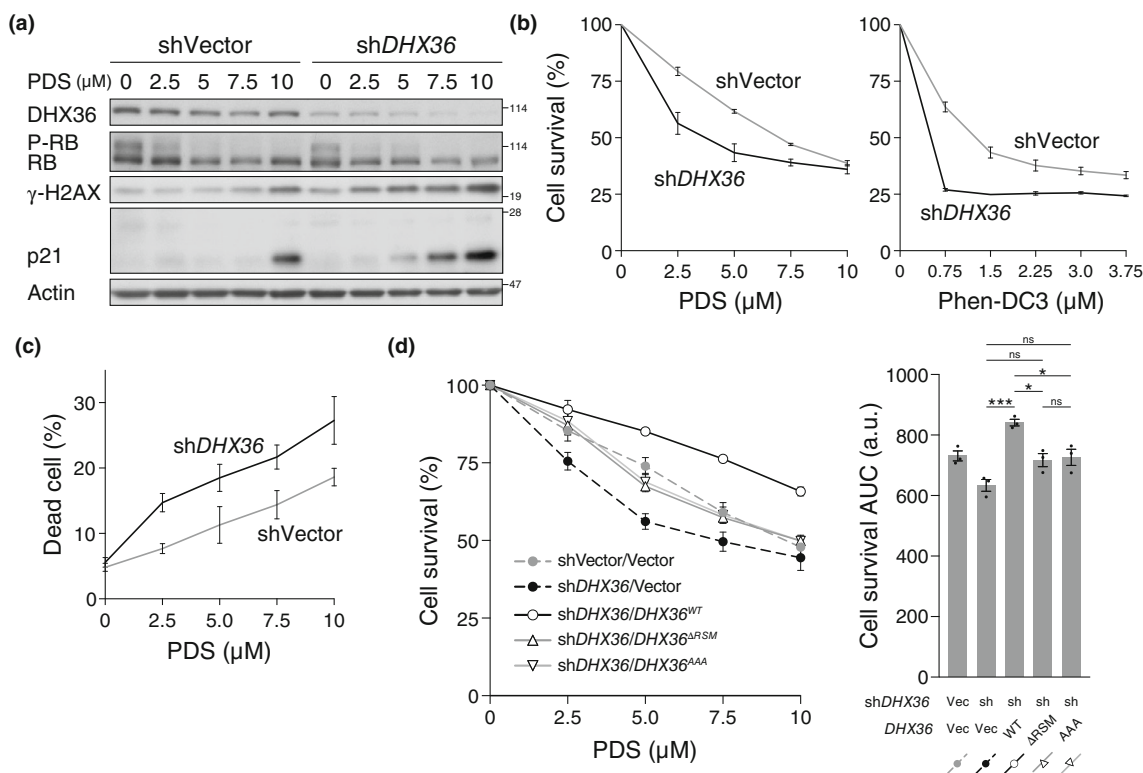 (a)
shVector shDHX36
PDS (μM) 0 2.5 5 7.5 10 0 2.5 5 7.5 10
DHX36
114
P-RB
RB
114
γ-H2AX
19
28
p21
47
Actin
(b)
100
75
50
25
0
Cell survival (%)
shVector
shDHX36
0 2.5 5.0 7.5 10
PDS (μM)
100
75
50
25
0
shVector
shDHX36
0 0.75 1.5 2.25 3.0 3.75
Phen-DC3 (μM)
(c)
30
20
10
0
Dead cell (%)
shDHX36
shVector
0 2.5 5.0 7.5 10
PDS (μM)
(d)
100
75
50
25
0
Cell survival (%)
shVector/Vector
shDHX36/Vector
shDHX36/DHX36WT
shDHX36/DHX36ΔRSM
shDHX36/DHX36AAA
0 2.5 5.0 7.5 10
PDS (μM)
ns
ns
*
*
*** ns
1000
800
600
400
200
0
Cell survival AUC (a.u.)
shDHX36 Vec sh sh sh sh
DHX36 Vec Vec WT ΔRSM AAA